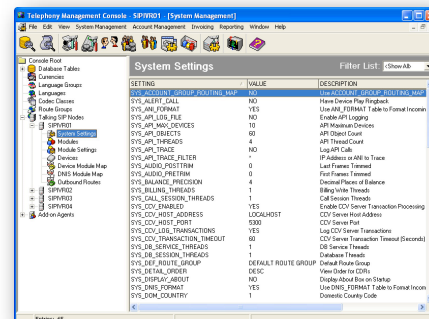 Telephony Management Console - SIPIVR01 - [System Management]
File Edit View System Management Account Management Invoicing Reporting Window Help
Console Root
Database Tables
Currencies
Language Groups
Languages
Codec Classes
Route Groups
Talking SIP Nodes
SIPIVR01
System Settings
Modules
Module Settings
Devices
Device Module Map
DNIS Module Map
Outbound Routes
SIPIVR02
SIPIVR03
SIPIVR04
Add-on Agents
System Settings Filter List: (Show All)
SETTING VALUE DESCRIPTION
SYS_ACCOUNT_GROUP_ROUTING_MAP NO Use ACCOUNT_GROUP_ROUTING_MAP
SYS_ALERT_CALL NO Have Device Play Ringback
SYS_ANI_FORMAT YES Use ANI_FORMAT Table to Format Incomin
SYS_API_LOG_FILE NO Enable API Logging
SYS_API_MAX_DEVICES 10 API Maximum Devices
SYS_API_OBJECTS 60 API Object Count
SYS_API_THREADS 4 API Thread Count
SYS_API_TRACE NO Log API Calls
SYS_API_TRACE_FILTER * IP Address or ANI to Trace
SYS_AUDIO_POSTTRIM 0 Last Frames Trimmed
SYS_AUDIO_PRETRIM 0 First Frames Trimmed
SYS_BALANCE_PRECISION 4 Decimal Places of Balance
SYS_BILLING_THREADS 1 Billing Write Threads
SYS_CALL_SESSION_THREADS 1 Call Session Threads
SYS_CCV_ENABLED YES Enable CCV Server Transaction Processing
SYS_CCV_HOST_ADDRESS LOCALHOST CCV Server Host Address
SYS_CCV_HOST_PORT 5300 CCV Server Port
SYS_CCV_LOG_TRANSACTIONS YES Log CCV Server Transactions
SYS_CCV_TRANSACTION_TIMEOUT 60 CCV Server Transaction Timeout (Seconds)
SYS_DB_SERVICE_THREADS 1 DB Service Threads
SYS_DB_SESSION_THREADS 1 Database Threads
SYS_DEF_ROUTE_GROUP DEFAULT ROUTE GROUP Default Route Group
SYS_DETAIL_ORDER DESC View Order for CDRs
SYS_DISPLAY_ABOUT NO Display About Box on Startup
SYS_DNIS_FORMAT YES Use DNIS_FORMAT Table to Format Incom
SYS_DOM_COUNTRY 1 Domestic Country Code